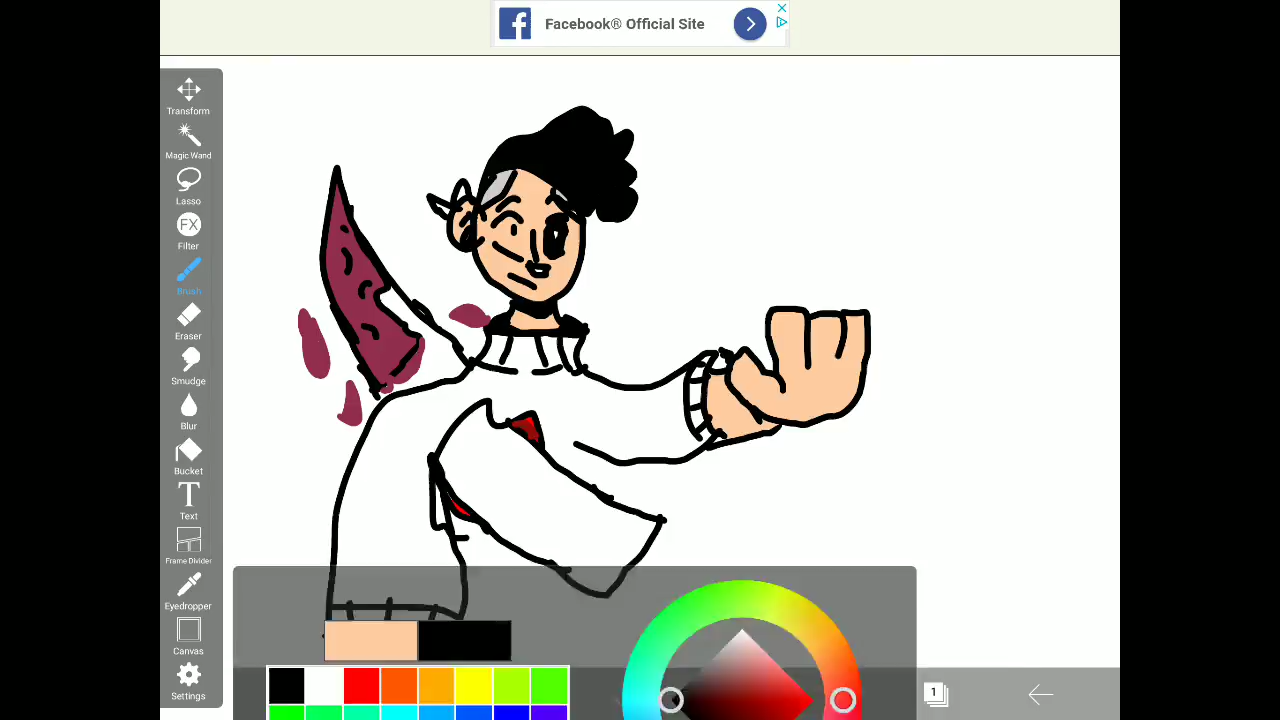 Facebook® Official Site
Transform
Magic Wand
Lasso
FX
Filter
Brush
Eraser
Smudge
Blur
Bucket
T
Text
Frame Divider
Eyedropper
Canvas
Settings
1